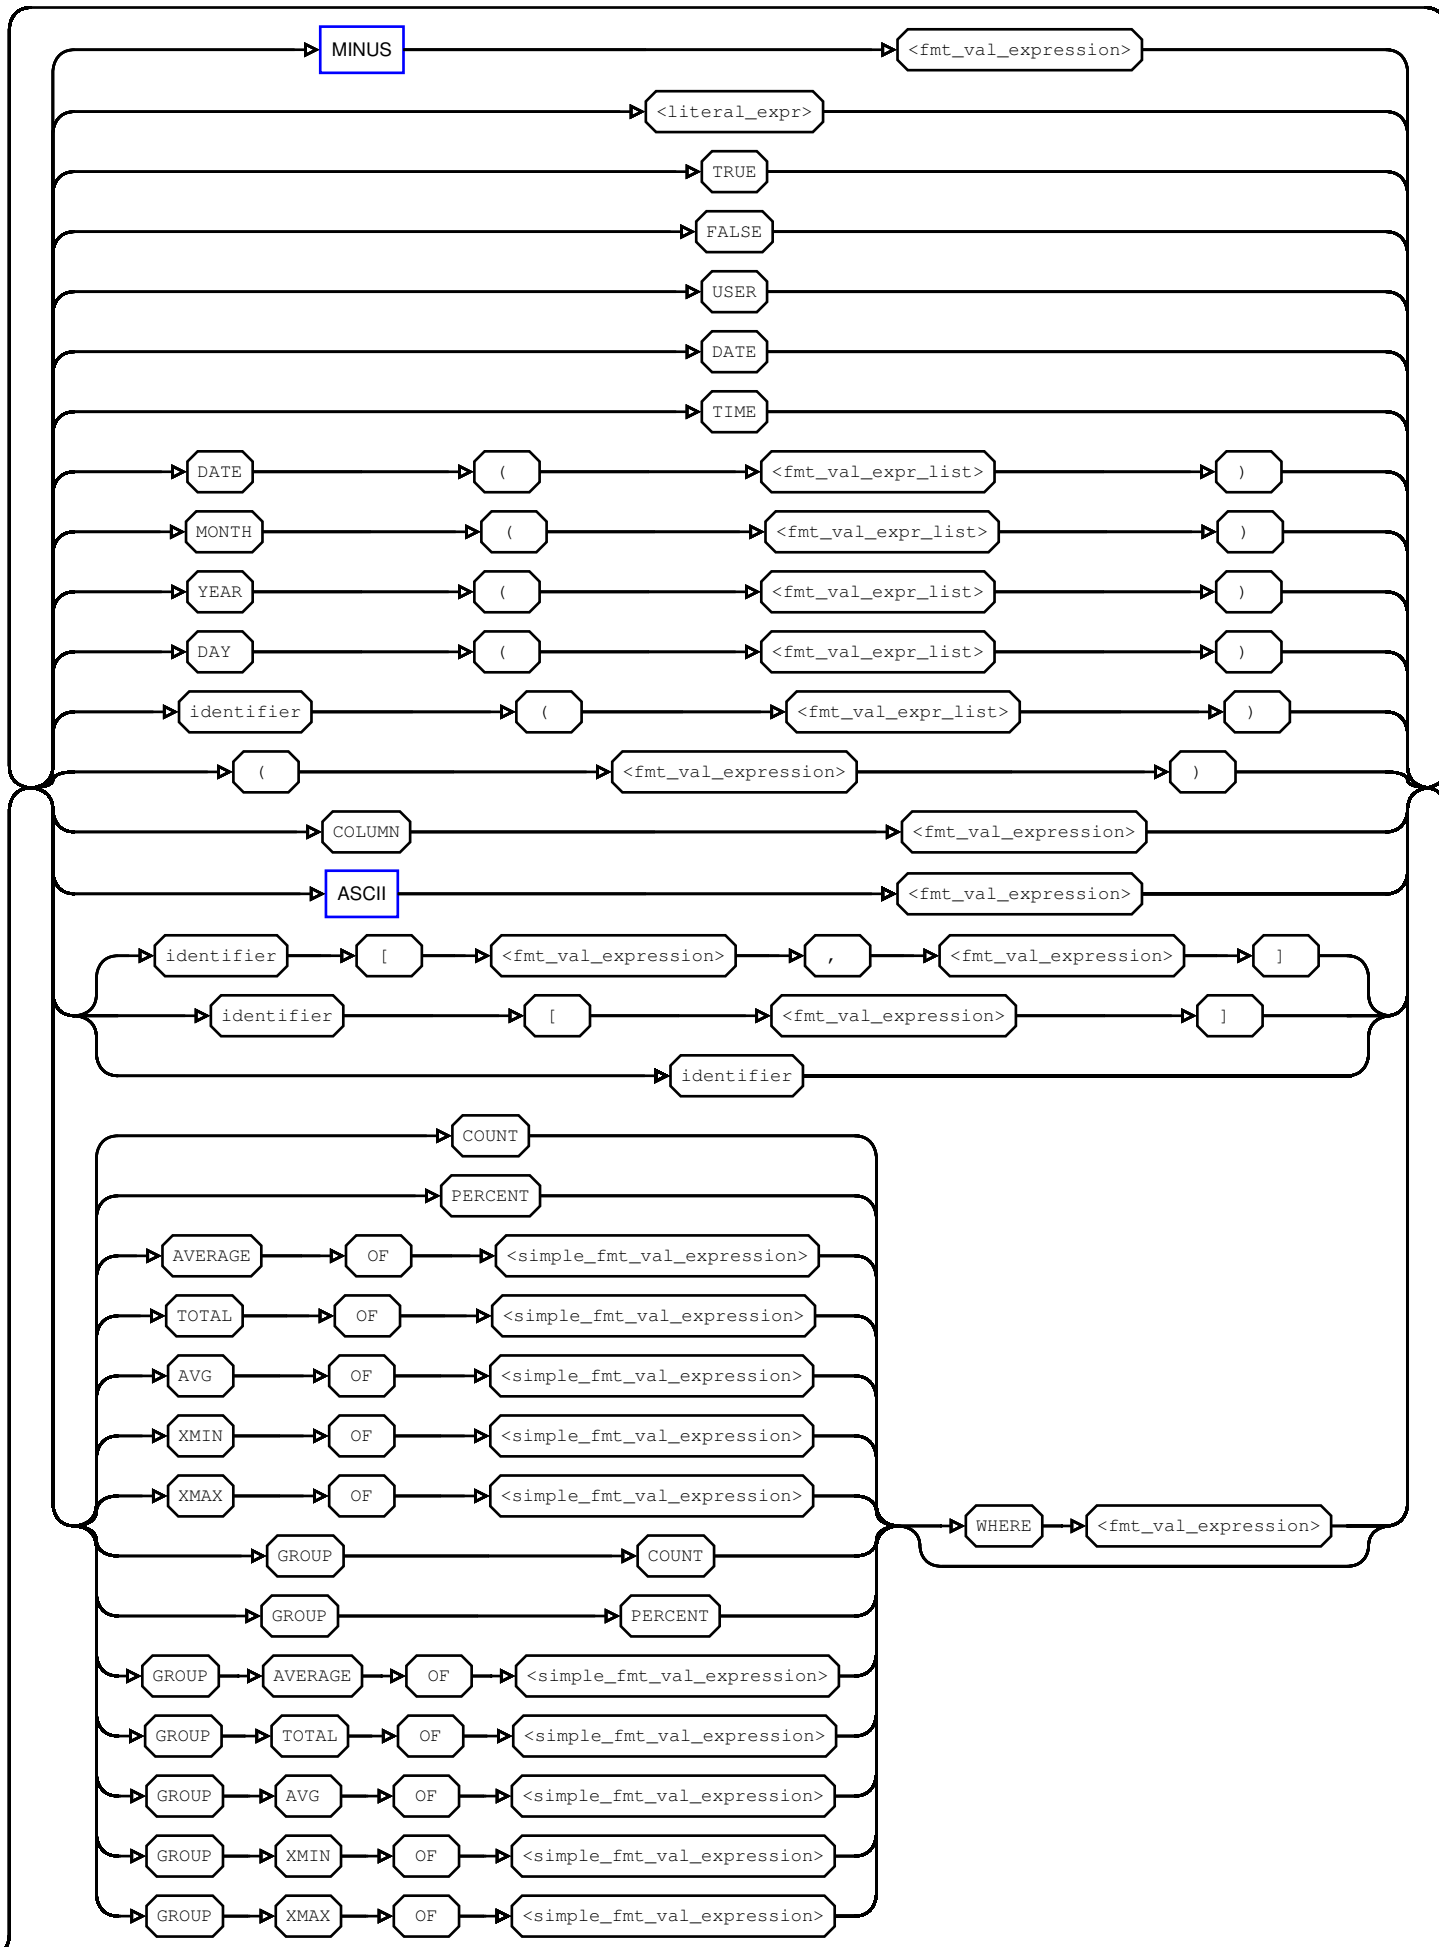 MINUS <fmt_val_expression>
<literal_expr>
TRUE
FALSE
USER
DATE
TIME
DATE ( <fmt_val_expr_list> )
MONTH ( <fmt_val_expr_list> )
YEAR ( <fmt_val_expr_list> )
DAY ( <fmt_val_expr_list> )
identifier ( <fmt_val_expr_list> )
( <fmt_val_expression> )
COLUMN <fmt_val_expression>
ASCII <fmt_val_expression>
identifier [ <fmt_val_expression> , <fmt_val_expression> ]
identifier [ <fmt_val_expression> ]
identifier
COUNT
PERCENT
AVERAGE OF <simple_fmt_val_expression>
TOTAL OF <simple_fmt_val_expression>
AVG OF <simple_fmt_val_expression>
XMIN OF <simple_fmt_val_expression>
XMAX OF <simple_fmt_val_expression>
WHERE <fmt_val_expression>
GROUP COUNT
GROUP PERCENT
GROUP AVERAGE OF <simple_fmt_val_expression>
GROUP TOTAL OF <simple_fmt_val_expression>
GROUP AVG OF <simple_fmt_val_expression>
GROUP XMIN OF <simple_fmt_val_expression>
GROUP XMAX OF <simple_fmt_val_expression>